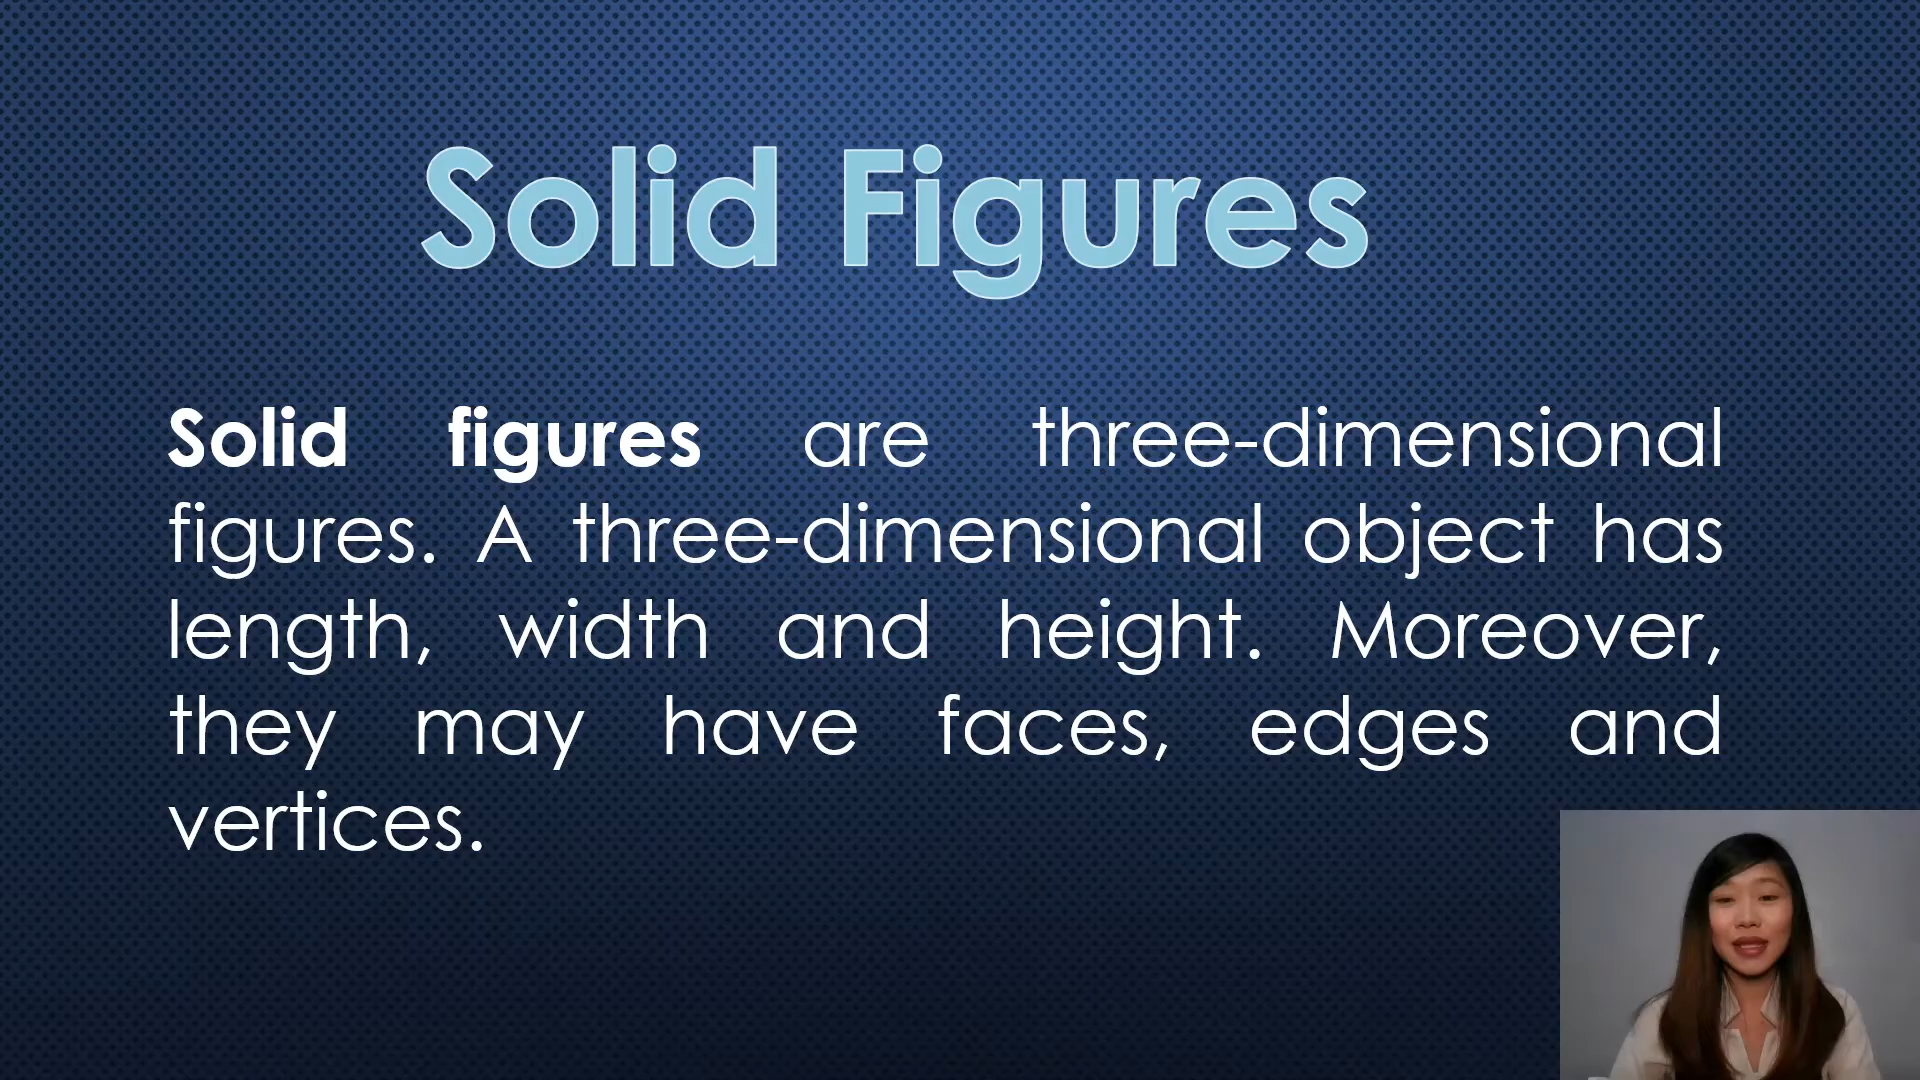 Solid Figures
Solid figures are three-dimensional
figures. A three-dimensional object has
length, width and height. Moreover,
they may have faces, edges and
vertices.